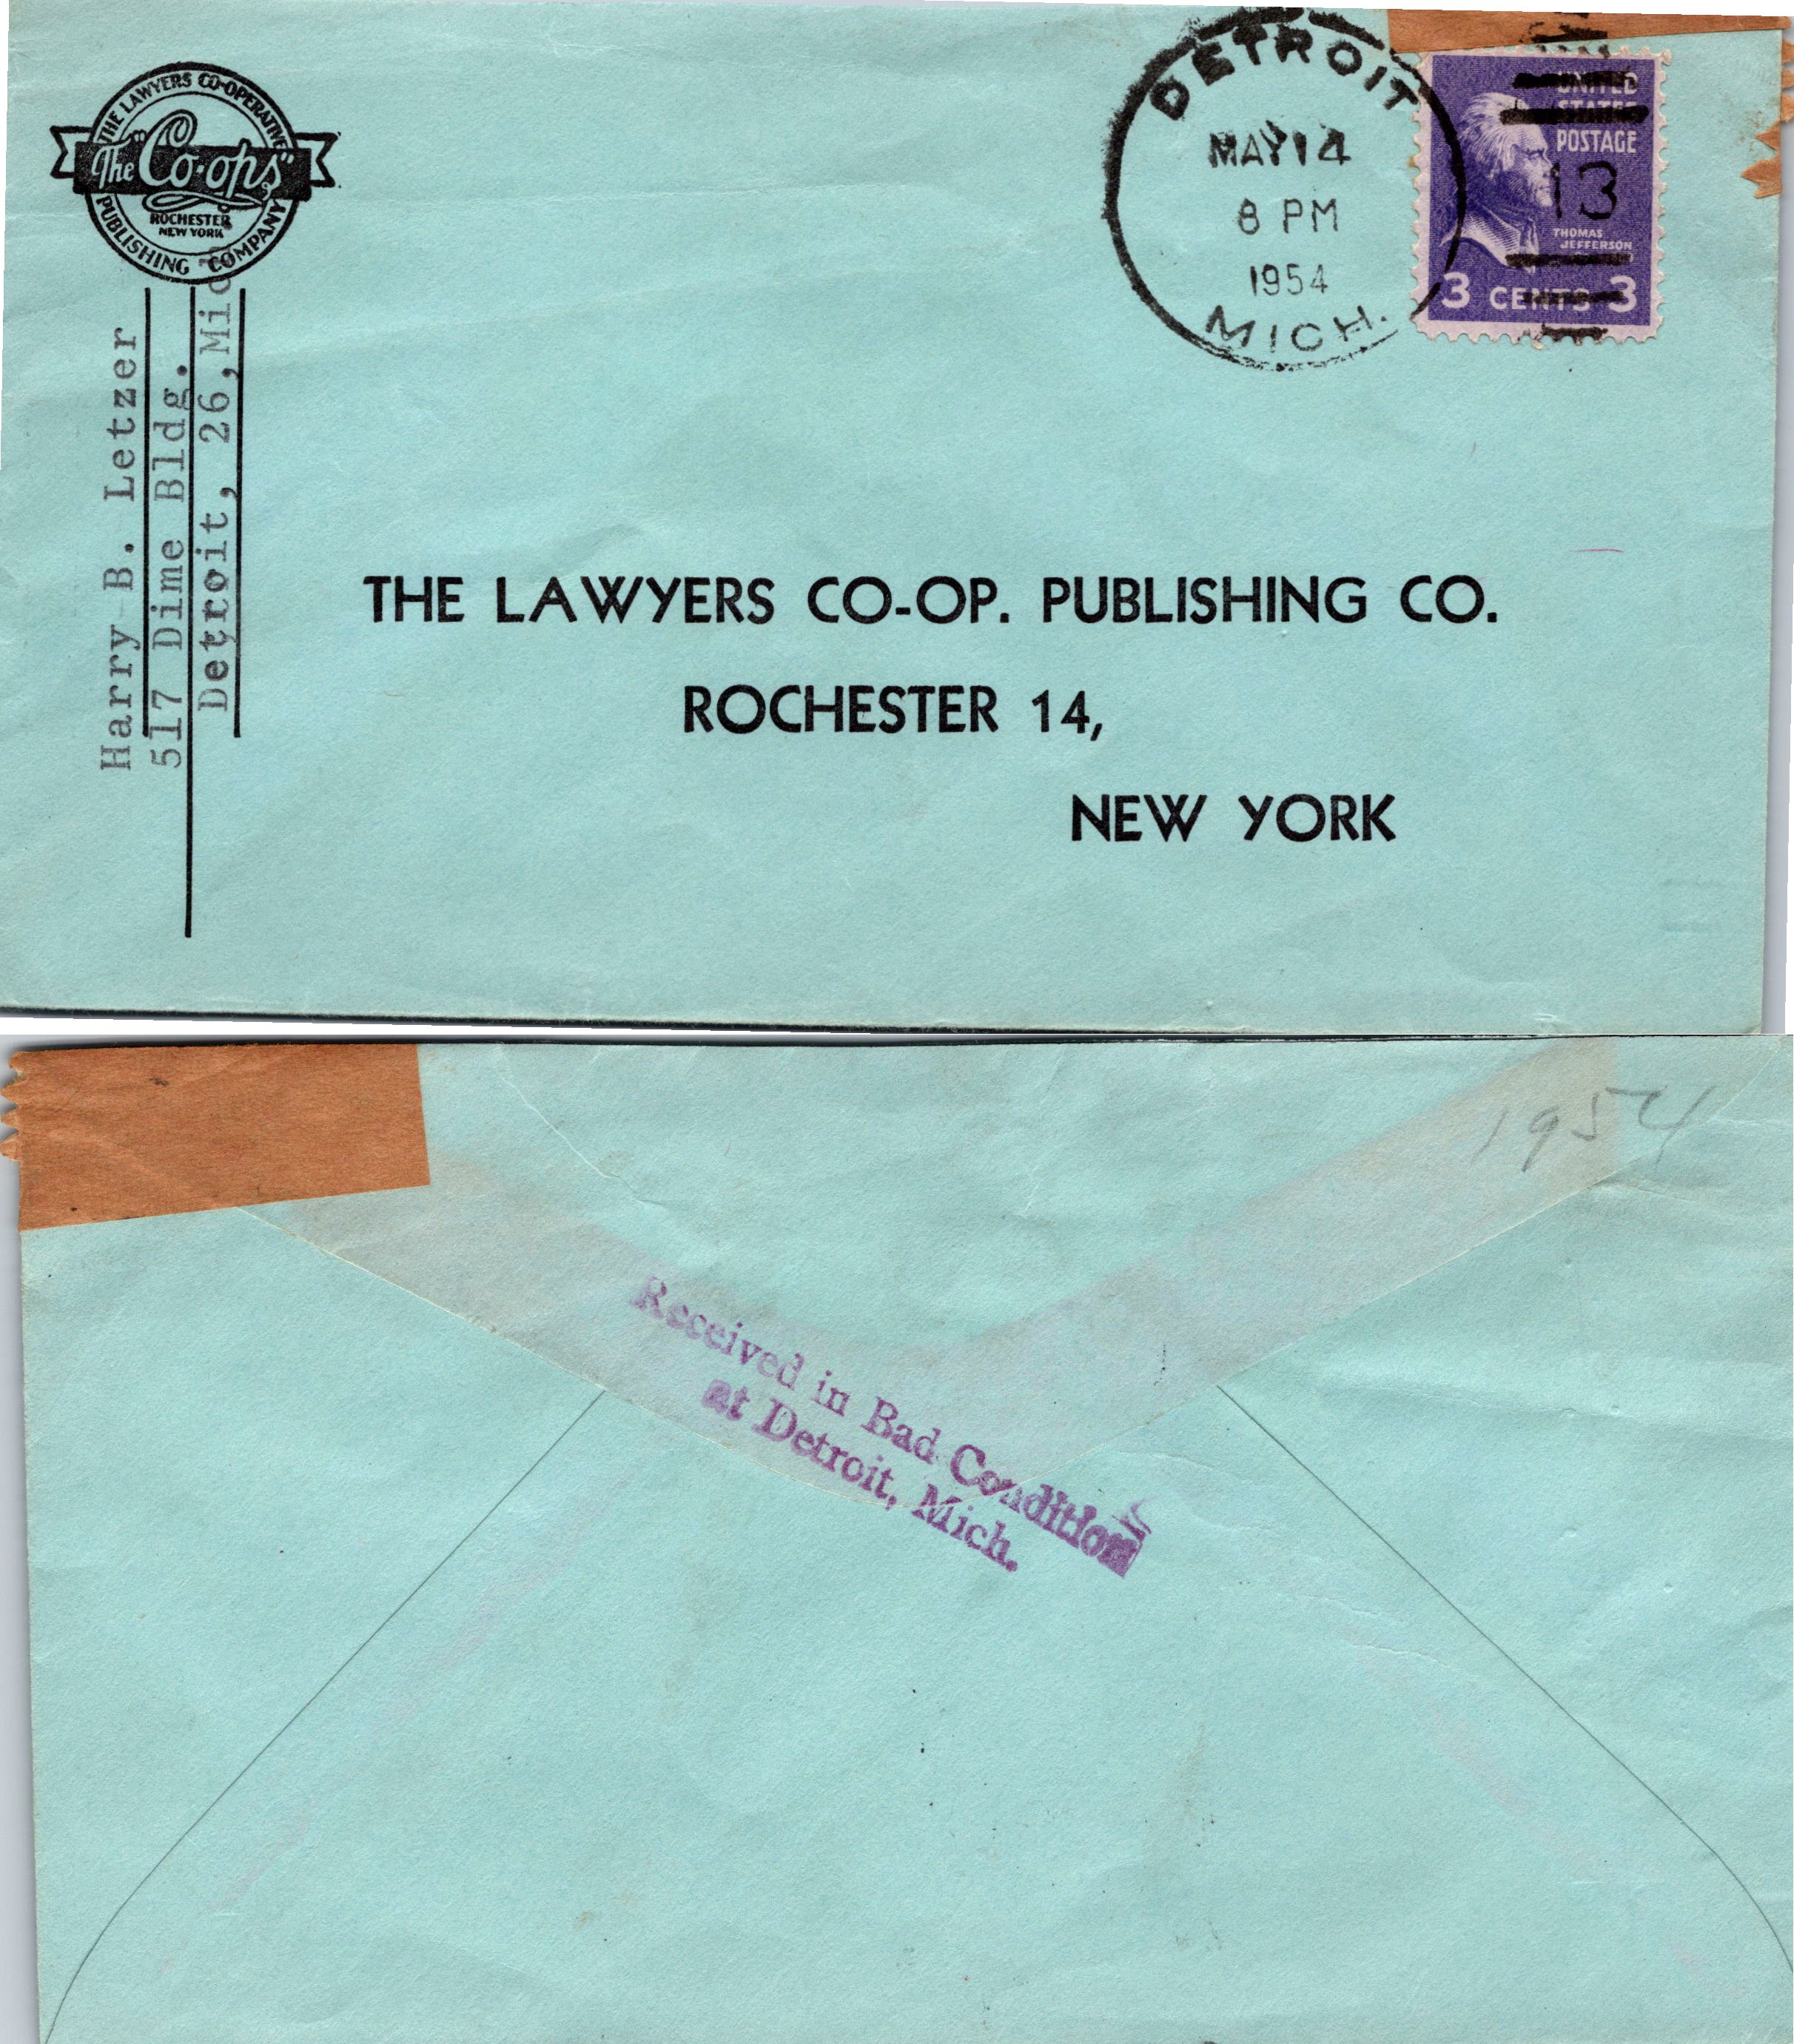 THE LAWYERS CO-OPERATIVE
The "Co-ops"
ROCHESTER
NEW YORK
PUBLISHING COMPANY
Harry B. Letzer
517 Dime Bldg.
Detroit, 26, Mic
DETROIT
MAY 14
8 PM
1954
MICH.
UNITED
STATES
POSTAGE
13
THOMAS
JEFFERSON
3 CENTS 3
THE LAWYERS CO-OP. PUBLISHING CO.
ROCHESTER 14,
NEW YORK
1954
Received in Bad Condition
at Detroit, Mich.